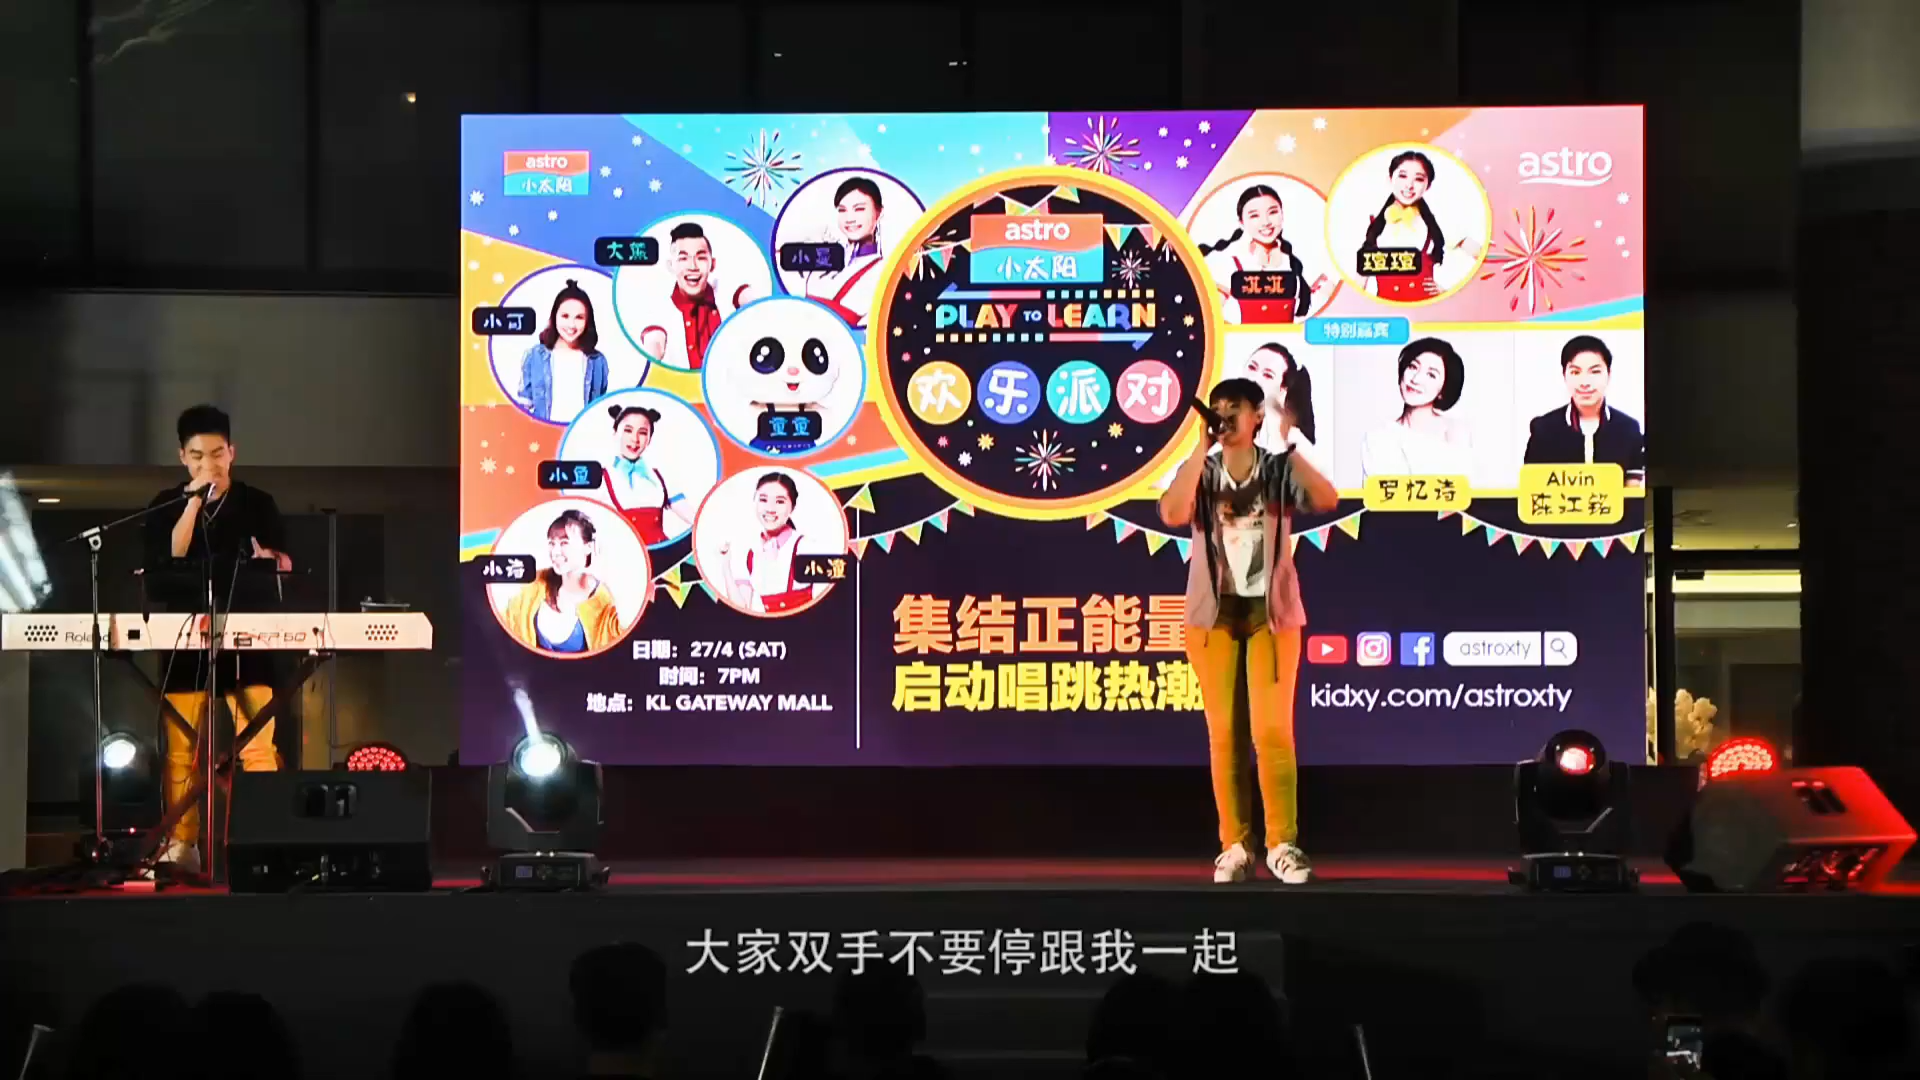 astro
小太阳
astro
大熊
小星
小可
童童
小鱼
小诗
小潼
astro
小太阳
PLAY TO LEARN
欢乐派对
淇淇
瑄瑄
特别嘉宾
罗忆诗
Alvin
陈江铭
集结正能量
启动唱跳热潮
日期：27/4 (SAT)
时间：7PM
地点：KL GATEWAY MALL
astroxty
kidxy.com/astroxty
Roland
大家双手不要停跟我一起